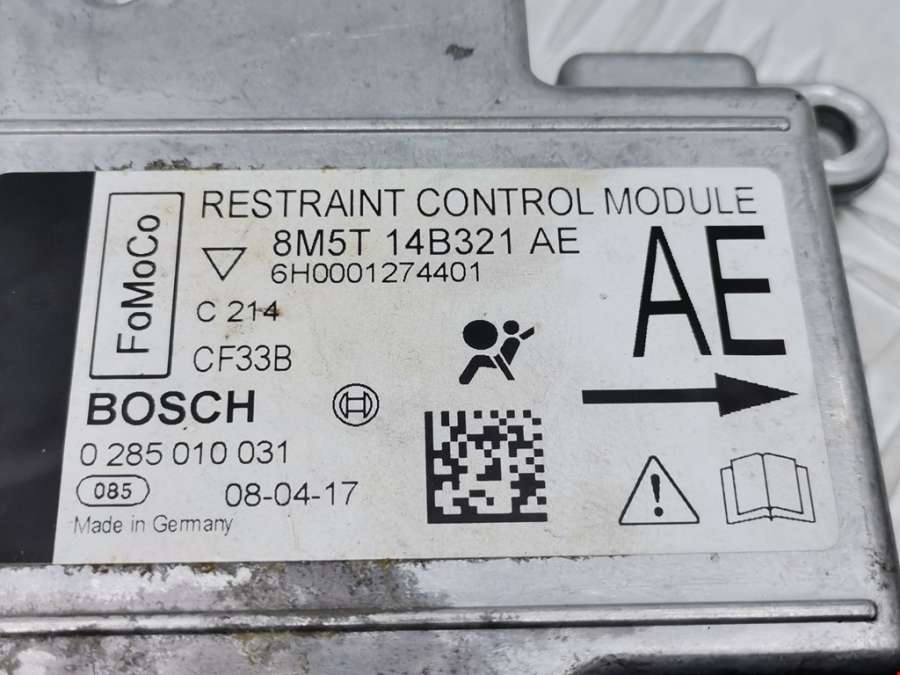 FoMoCo
RESTRAINT CONTROL MODULE
8M5T 14B321 AE
6H0001274401
AE
C 214
CF33B
BOSCH
0 285 010 031
085
08-04-17
Made in Germany